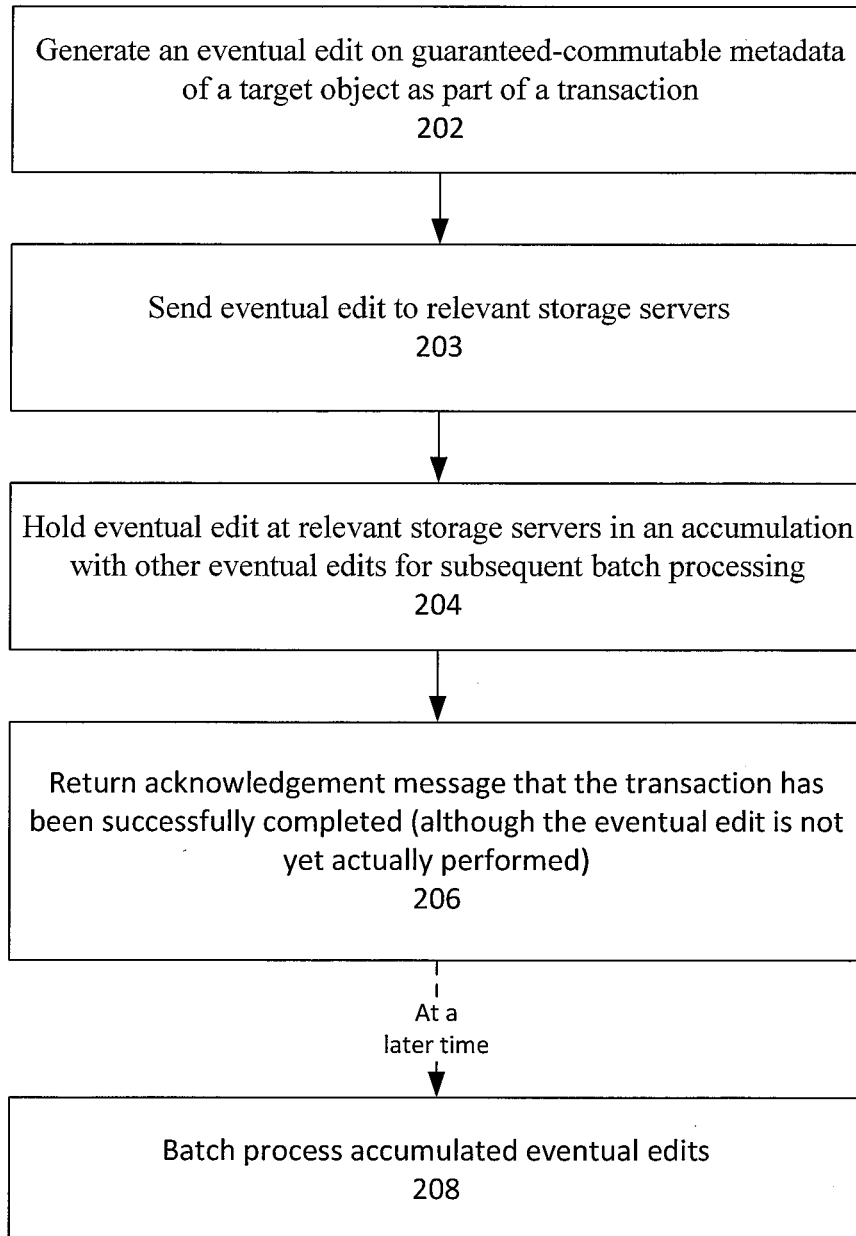 Generate an eventual edit on guaranteed-commutable metadata
of a target object as part of a transaction
202
Send eventual edit to relevant storage servers
203
Hold eventual edit at relevant storage servers in an accumulation
with other eventual edits for subsequent batch processing
204
Return acknowledgement message that the transaction has
been successfully completed (although the eventual edit is not
yet actually performed)
206
At a
later time
Batch process accumulated eventual edits
208